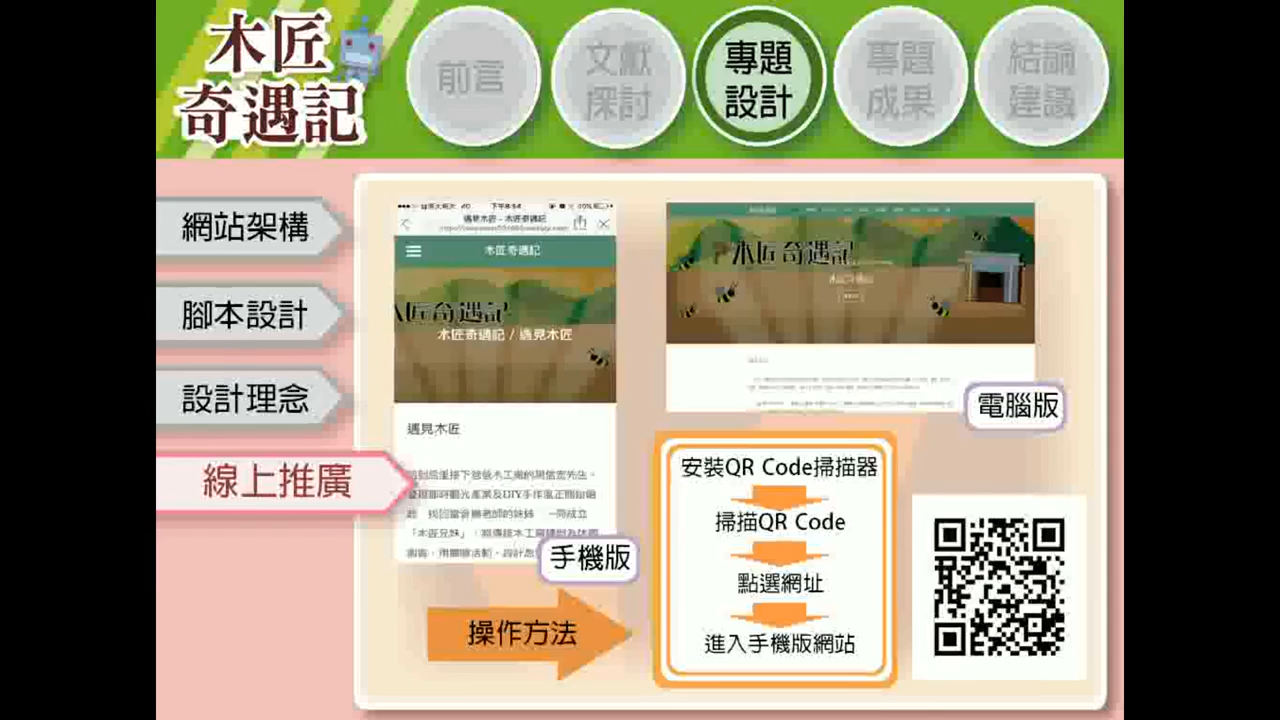 木匠
奇遇記
前言
文獻
探討
專題
設計
專題
成果
結論
建議
網站架構
腳本設計
設計理念
線上推廣
遇見木匠 - 木匠奇遇記
木匠奇遇記
木匠奇遇記
木匠奇遇記 / 遇見木匠
遇見木匠
手機版
木匠奇遇記
電腦版
操作方法
安裝QR Code掃描器
掃描QR Code
點選網址
進入手機版網站